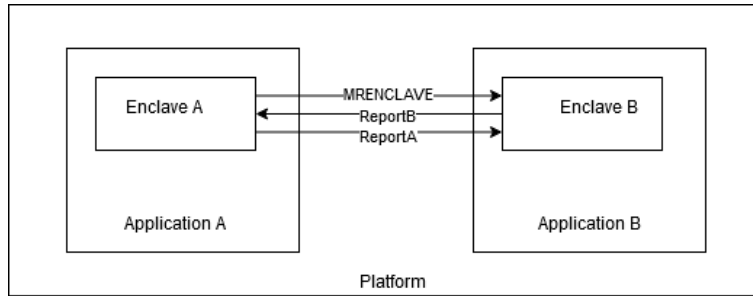 Enclave A
MRENCLAVE
Enclave B
ReportB
ReportA
Application A
Application B
Platform